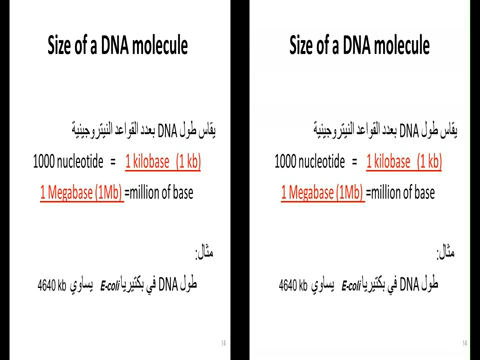 Size of a DNA molecule
يقاس طول DNA بعدد القواعد النيتروجينية
1000 nucleotide = 1 kilobase (1 kb)
1 Megabase (1Mb) =million of base
مثال:
طول DNA في بكتيريا E-coli يساوي 4640 kb
14
Size of a DNA molecule
يقاس طول DNA بعدد القواعد النيتروجينية
1000 nucleotide = 1 kilobase (1 kb)
1 Megabase (1Mb) =million of base
مثال:
طول DNA في بكتيريا E-coli يساوي 4640 kb
14